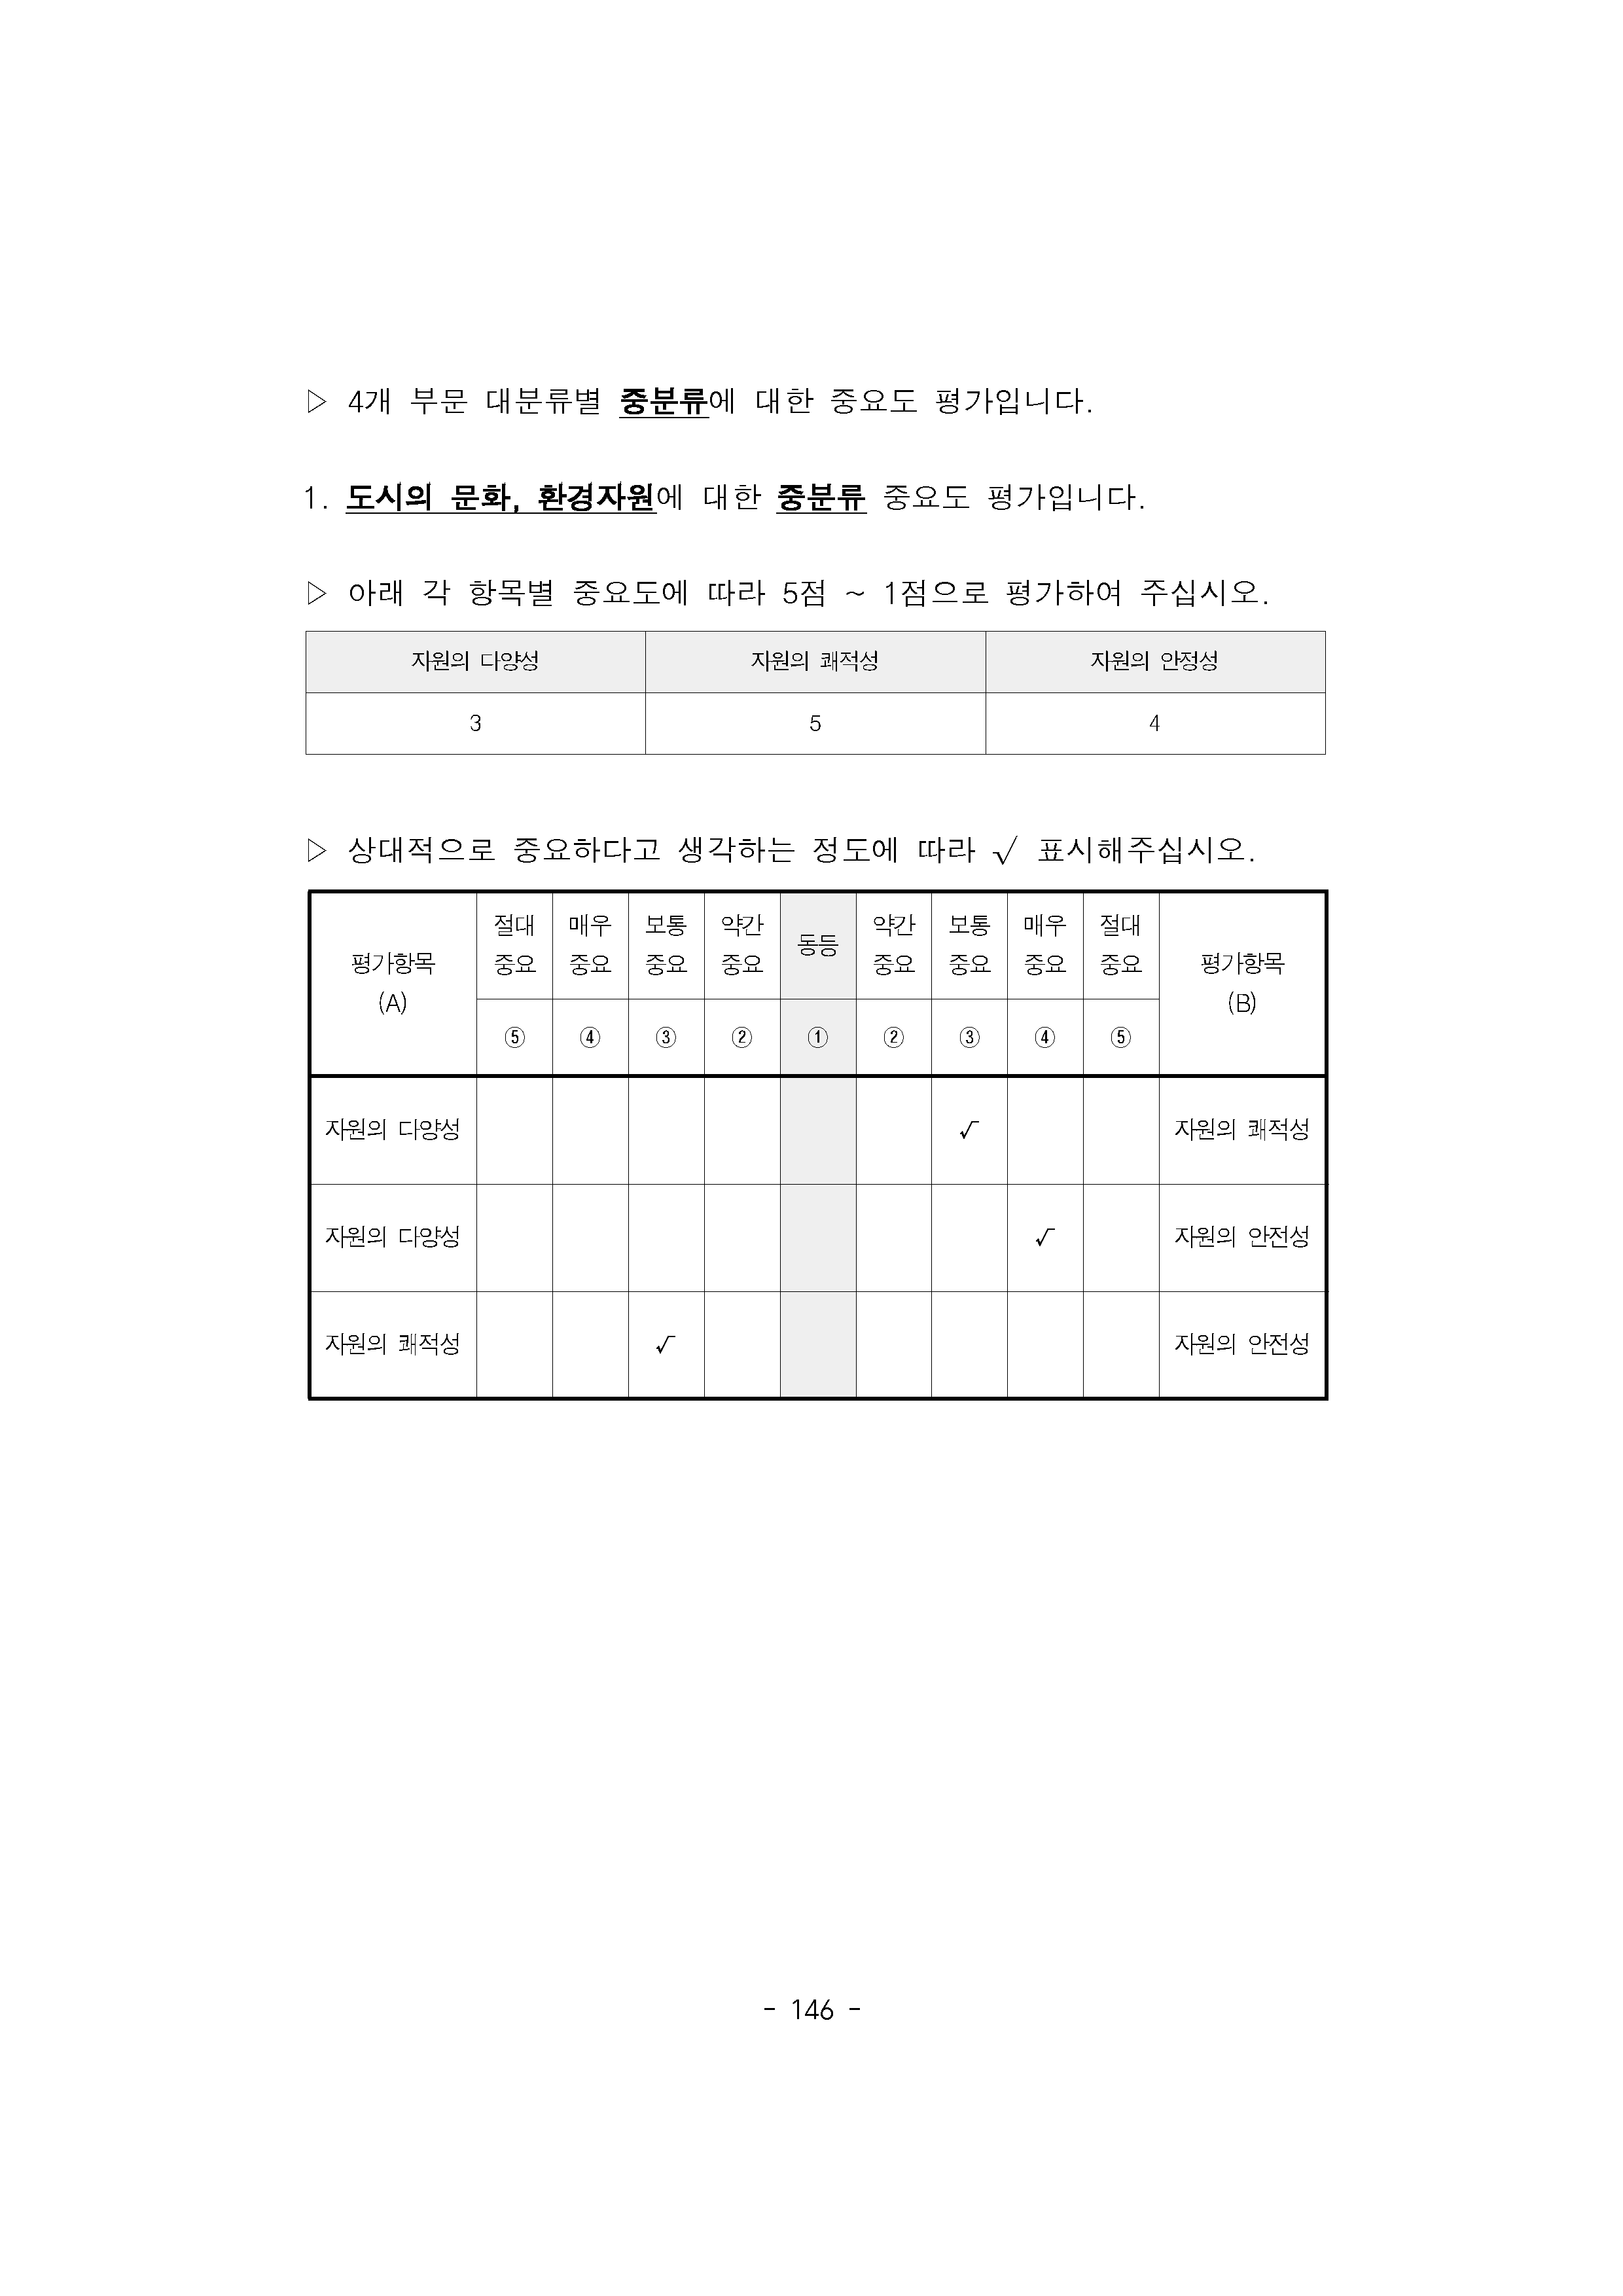 ▷ 4개 부문 대분류별 중분류에 대한 중요도 평가입니다.
1. 도시의 문화, 환경자원에 대한 중분류 중요도 평가입니다.
▷ 아래 각 항목별 중요도에 따라 5점 ~ 1점으로 평가하여 주십시오.
자원의 다양성 자원의 쾌적성 자원의 안정성
3 5 4
▷ 상대적으로 중요하다고 생각하는 정도에 따라 √ 표시해주십시오.
평가항목 (A) 절대 중요 매우 중요 보통 중요 약간 중요 동등 약간 중요 보통 중요 매우 중요 절대 중요 평가항목 (B)
⑤ ④ ③ ② ① ② ③ ④ ⑤
자원의 다양성 √ 자원의 쾌적성
자원의 다양성 √ 자원의 안전성
자원의 쾌적성 √ 자원의 안전성
- 146 -